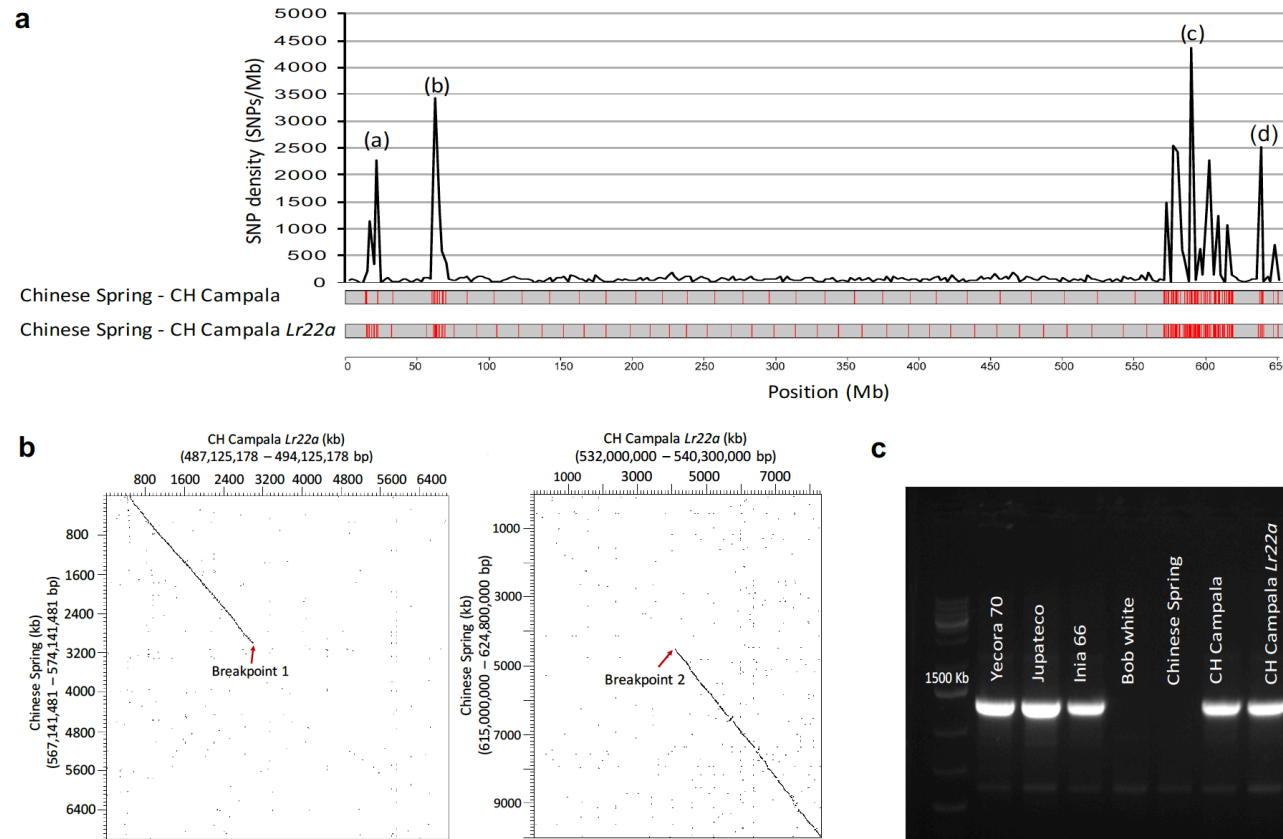 a
SNP density (SNPs/Mb)
5000
4500
4000
3500
3000
2500
2000
1500
1000
500
0
(a)
(b)
(c)
(d)
Chinese Spring - CH Campala
Chinese Spring - CH Campala Lr22a
0 50 100 150 200 250 300 350 400 450 500 550 600 65
Position (Mb)
b
CH Campala Lr22a (kb)
(487,125,178 – 494,125,178 bp)
800 1600 2400 3200 4000 4800 5600 6400
Chinese Spring (kb)
(567,141,481 – 574,141,481 bp)
800
1600
2400
3200
4000
4800
5600
6400
Breakpoint 1
CH Campala Lr22a (kb)
(532,000,000 – 540,300,000 bp)
1000 3000 5000 7000
Chinese Spring (kb)
(615,000,000 – 624,800,000 bp)
1000
3000
5000
7000
9000
Breakpoint 2
c
1500 Kb
Yecora 70
Jupateco
Inia 66
Bob white
Chinese Spring
CH Campala
CH Campala Lr22a